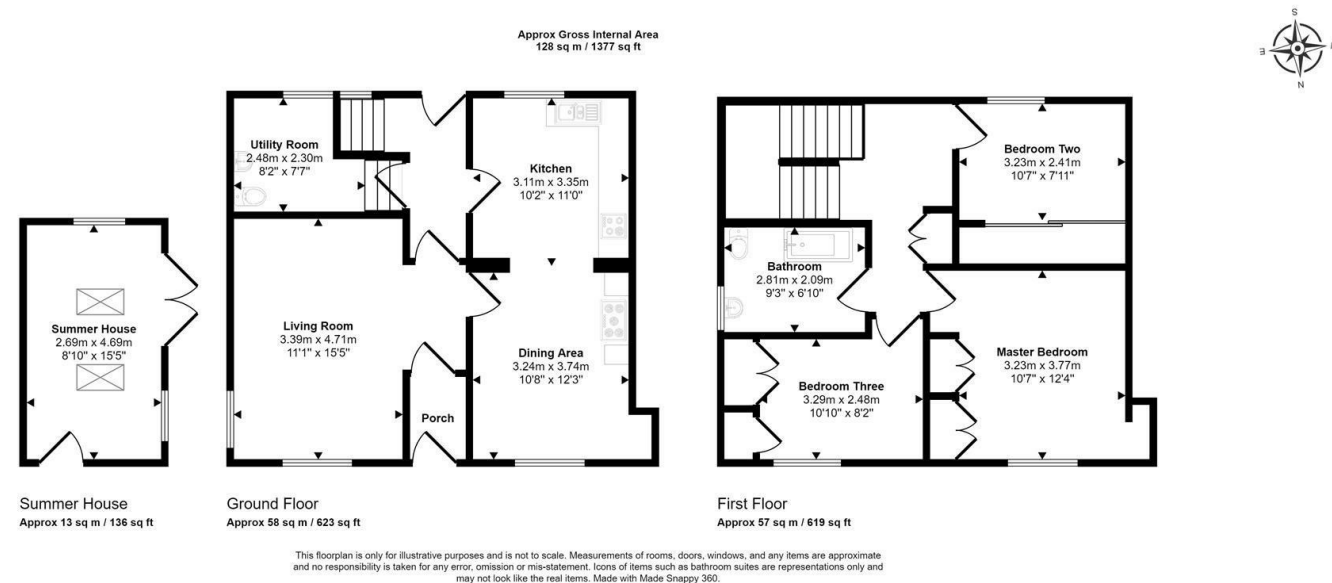 Approx Gross Internal Area
128 sq m / 1377 sq ft
S
E
N
Utility Room
2.48m x 2.30m
8'2" x 7'7"
Kitchen
3.11m x 3.35m
10'2" x 11'0"
Bedroom Two
3.23m x 2.41m
10'7" x 7'11"
Bathroom
2.81m x 2.09m
9'3" x 6'10"
Summer House
2.69m x 4.69m
8'10" x 15'5"
Living Room
3.39m x 4.71m
11'1" x 15'5"
Dining Area
3.24m x 3.74m
10'8" x 12'3"
Master Bedroom
3.23m x 3.77m
10'7" x 12'4"
Bedroom Three
3.29m x 2.48m
10'10" x 8'2"
Porch
Summer House
Approx 13 sq m / 136 sq ft
Ground Floor
Approx 58 sq m / 623 sq ft
First Floor
Approx 57 sq m / 619 sq ft
This floorplan is only for illustrative purposes and is not to scale. Measurements of rooms, doors, windows, and any items are approximate
and no responsibility is taken for any error, omission or mis-statement. Icons of items such as bathroom suites are representations only and
may not look like the real items. Made with Made Snappy 360.